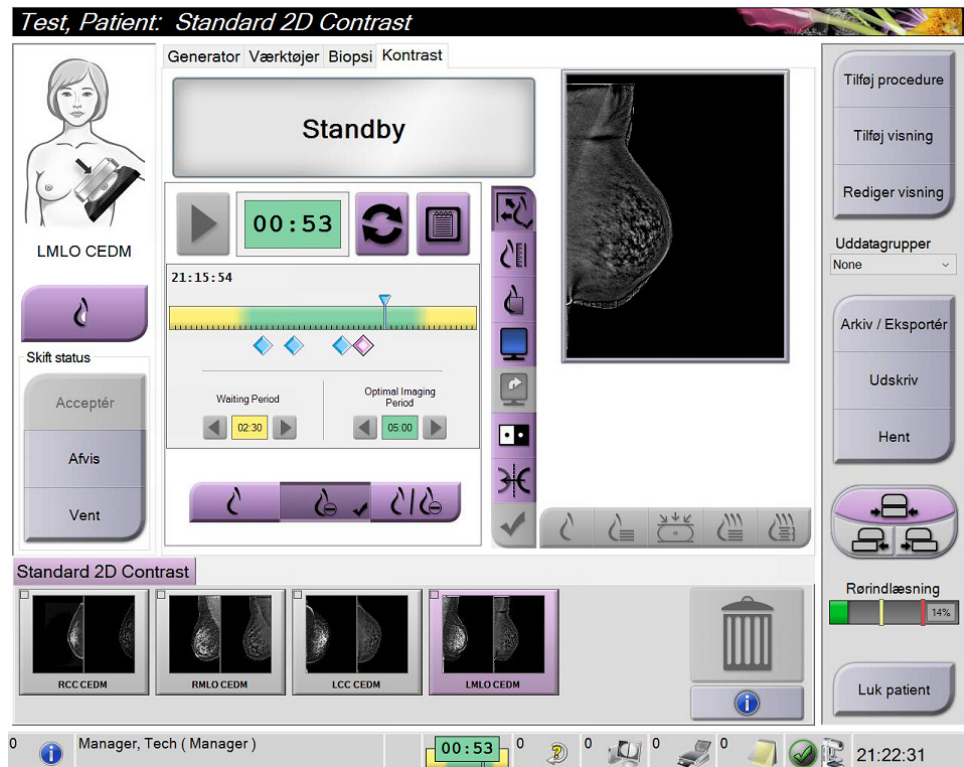 Test, Patient: Standard 2D Contrast
Generator Værktøjer Biopsi Kontrast
Standby
LMLO CEDM
00:53
21:15:54
Waiting Period
Optimal Imaging
Period
02:30
05:00
Skift status
Acceptér
Afvis
Vent
Tilføj procedure
Tilføj visning
Rediger visning
Uddatagrupper
None
Arkiv / Eksportér
Udskriv
Hent
Rørindlæsning
14%
Luk patient
Standard 2D Contrast
RCC CEDM
RMLO CEDM
LCC CEDM
LMLO CEDM
0
Manager, Tech ( Manager )
00:53
0
0
0
0
21:22:31